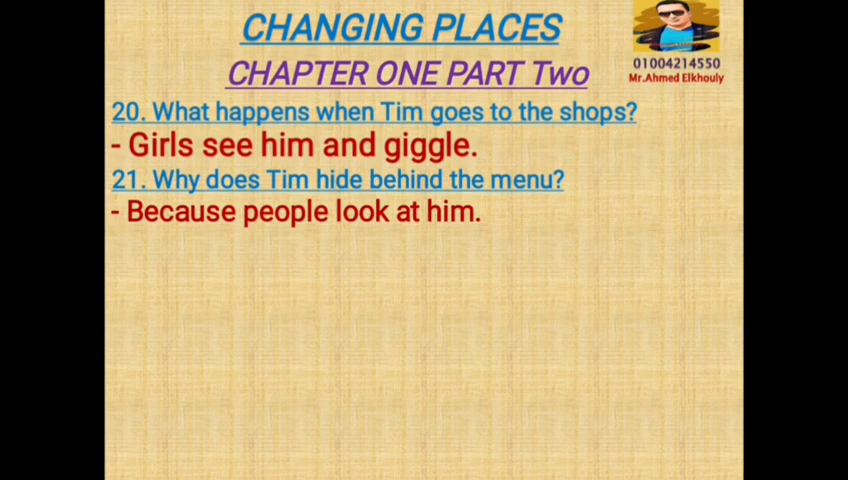 CHANGING PLACES
CHAPTER ONE PART Two
01004214550
Mr.Ahmed Elkhouly
20. What happens when Tim goes to the shops?
- Girls see him and giggle.
21. Why does Tim hide behind the menu?
- Because people look at him.